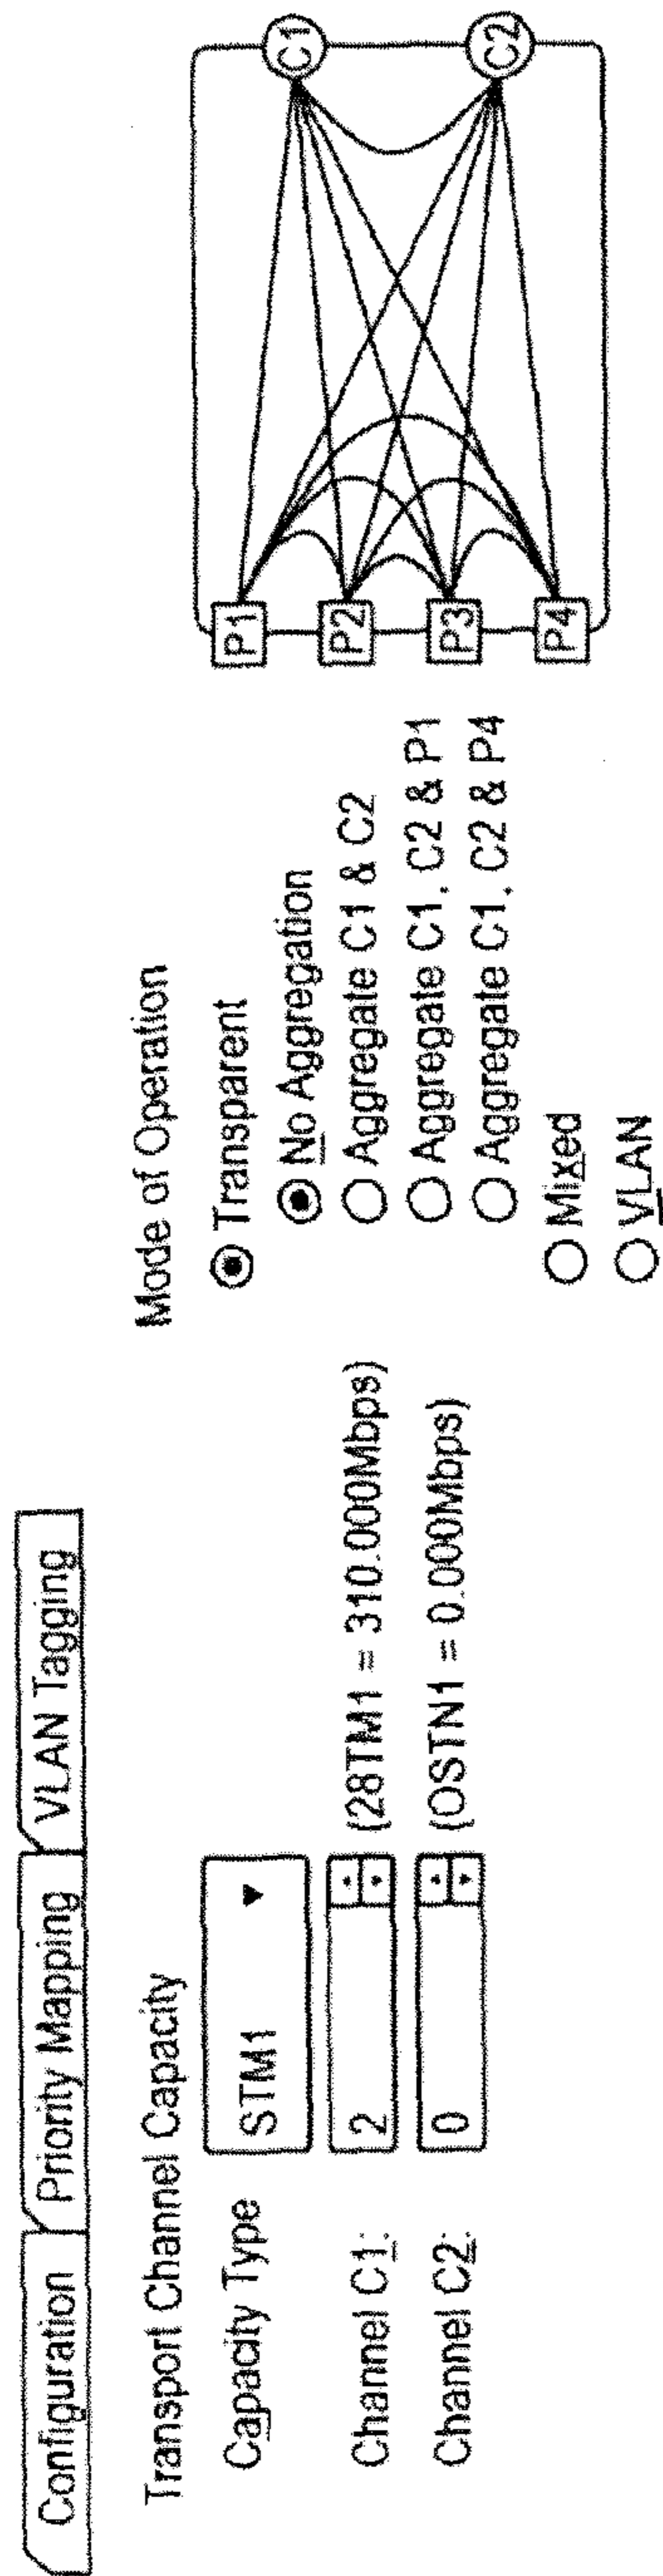 Configuration
Priority Mapping
VLAN Tagging
Transport Channel Capacity
Capacity Type
STM1
Channel C1:
2
(28TM1 = 310.000Mbps)
Channel C2:
0
(OSTN1 = 0.000Mbps)
Mode of Operation
Transparent
No Aggregation
Aggregate C1 & C2
Aggregate C1, C2 & P1
Aggregate C1, C2 & P4
Mixed
VLAN
P1
P2
P3
P4
C1
C2